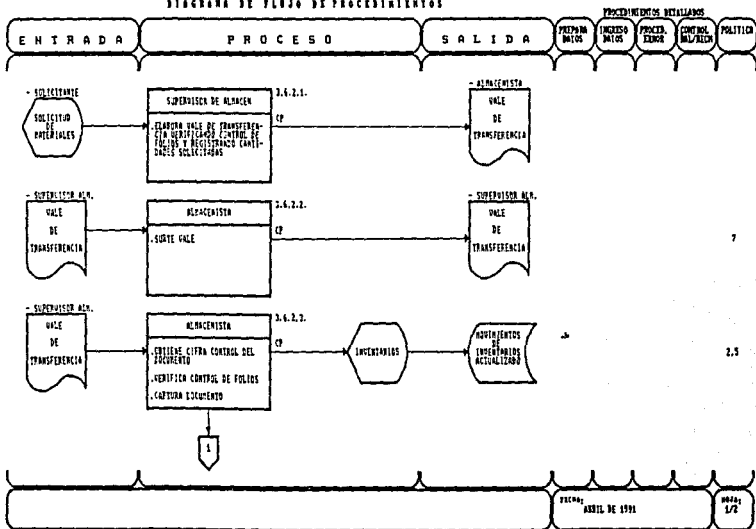 DIAGRAMA DE FLUJO DE PROCEDIMIENTOS
PROCEDIMIENTOS DETALLADOS
ENTRADA
PROCESO
SALIDA
PREPARA DATOS
INGRESO DATOS
PROCED. ERROR
CONTROL
POLITICA
- SOLICITANTE
SOLICITUD
DE
MATERIALES
SUPERVISOR DE ALMACEN
3.6.2.1.
CP
.ELABORA VALE DE TRANSFEREN-
CIA VERIFICANDO CONTROL DE
FOLIOS Y REGISTRANDO CANTI-
DADES SOLICITADAS
- ALMACENISTA
VALE
DE
TRANSFERENCIA
- SUPERVISOR ALM.
VALE
DE
TRANSFERENCIA
ALMACENISTA
3.6.2.2.
CP
.SURTE VALE
- SUPERVISOR ALM.
VALE
DE
TRANSFERENCIA
7
- SUPERVISOR ALM.
VALE
DE
TRANSFERENCIA
ALMACENISTA
3.6.2.3.
CP
.OBTIENE CIFRA CONTROL DEL
DOCUMENTO
.VERIFICA CONTROL DE FOLIOS
.CAPTURA DOCUMENTO
INVENTARIOS
MOVIMIENTOS
DE
INVENTARIOS
ACTUALIZADO
2,5
1
FECHA:
ABRIL DE 1991
HOJA:
1/2